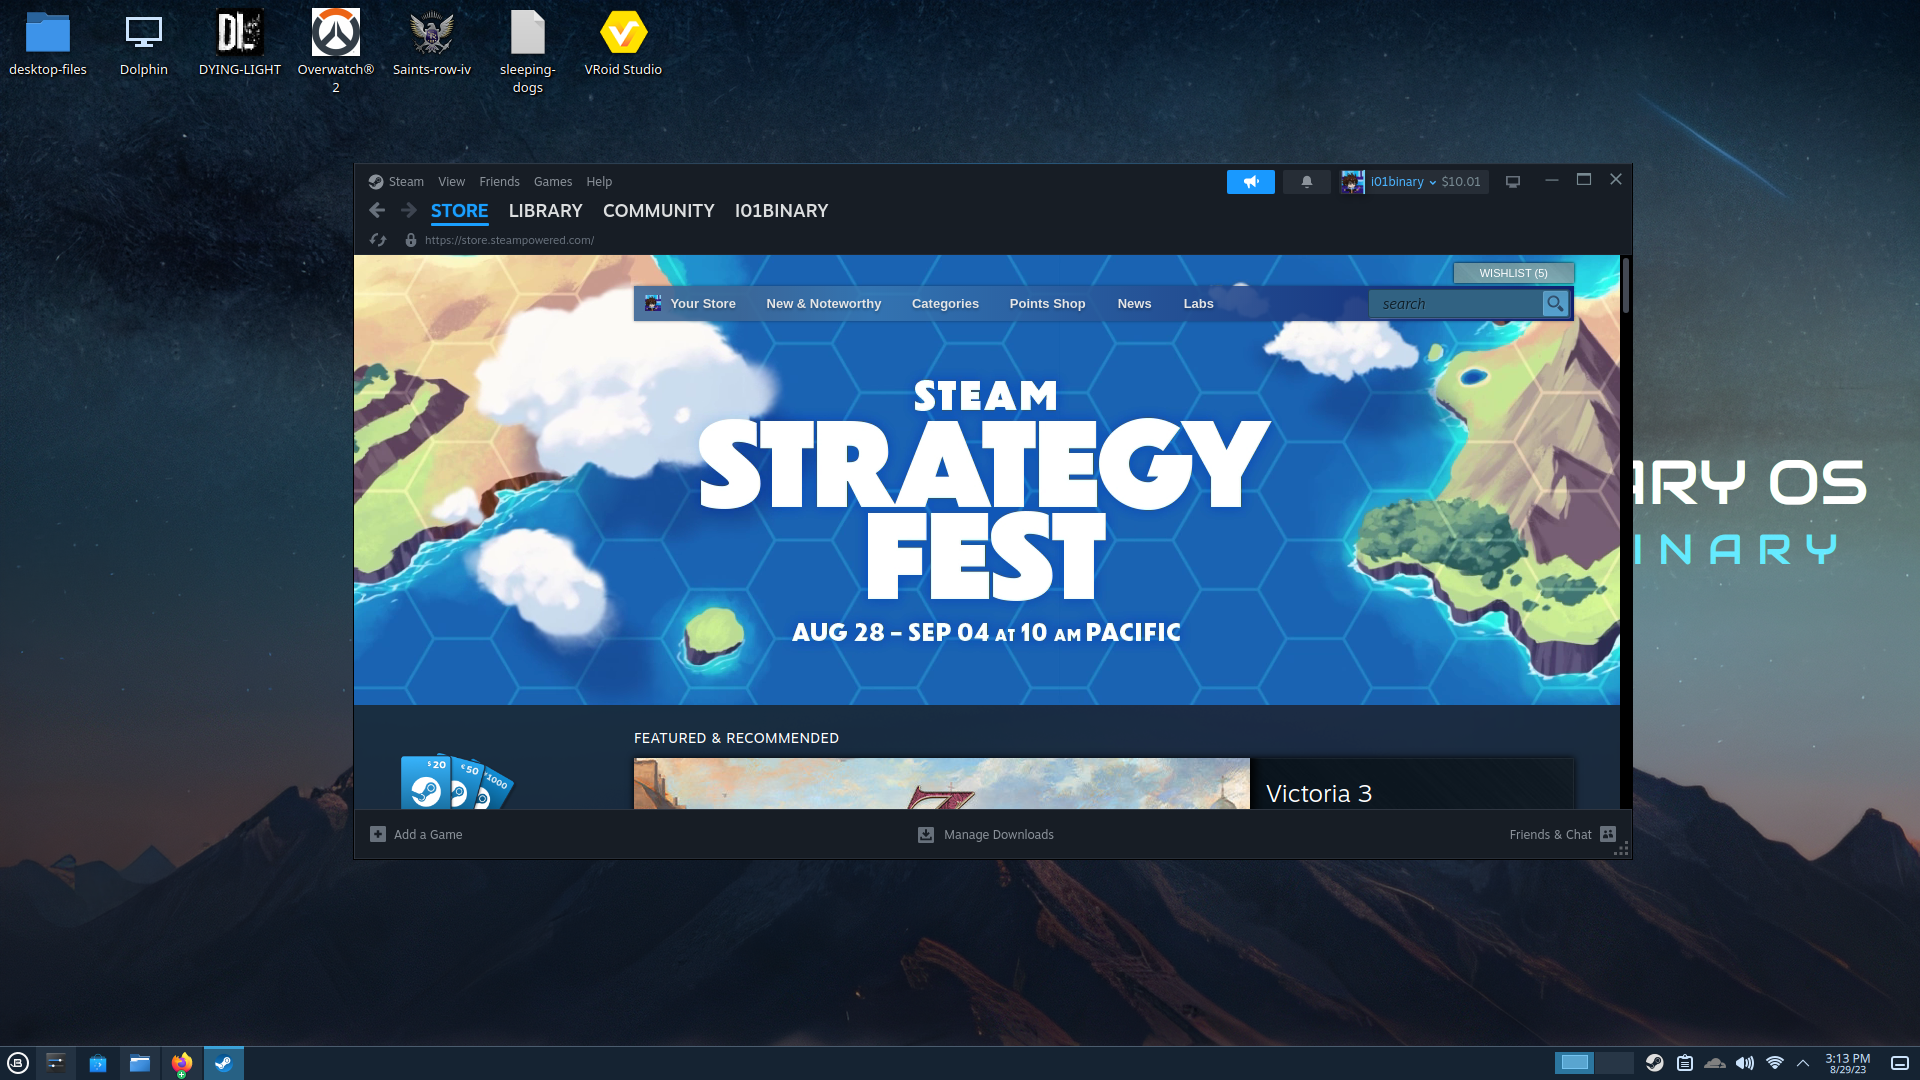 desktop-files
Dolphin
DYING-LIGHT
Overwatch®
2
Saints-row-iv
sleeping-
dogs
VRoid Studio
Steam View Friends Games Help
i01binary $10.01
STORE LIBRARY COMMUNITY I01BINARY
https://store.steampowered.com/
WISHLIST (5)
Your Store New & Noteworthy Categories Points Shop News Labs
search
STEAM
STRATEGY
FEST
AUG 28 – SEP 04 AT 10 AM PACIFIC
ARY OS
INARY
FEATURED & RECOMMENDED
$20
€50
1000
Victoria 3
Add a Game
Manage Downloads
Friends & Chat
3:13 PM
8/29/23